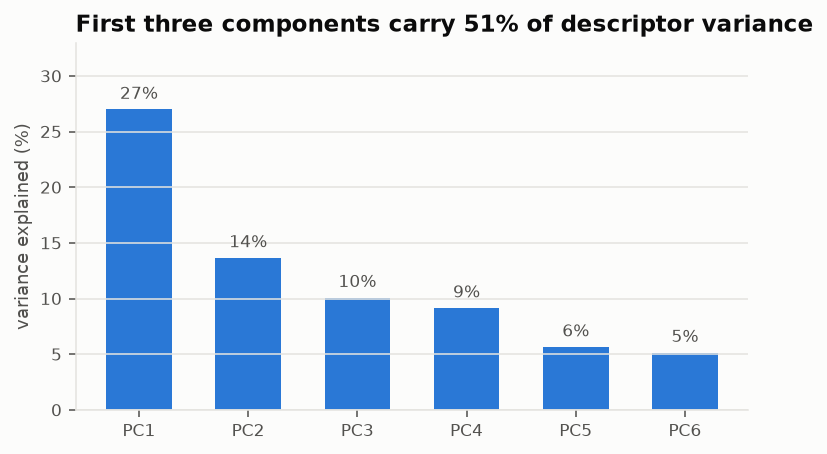 First three components carry 51% of descriptor variance
variance explained (%)
30
25
20
15
10
5
0
27%
14%
10%
9%
6%
5%
PC1
PC2
PC3
PC4
PC5
PC6